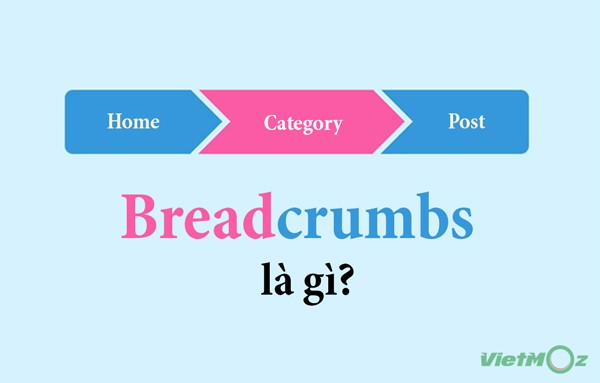 Home Category Post
Breadcrumbs
là gì?
VietMoz